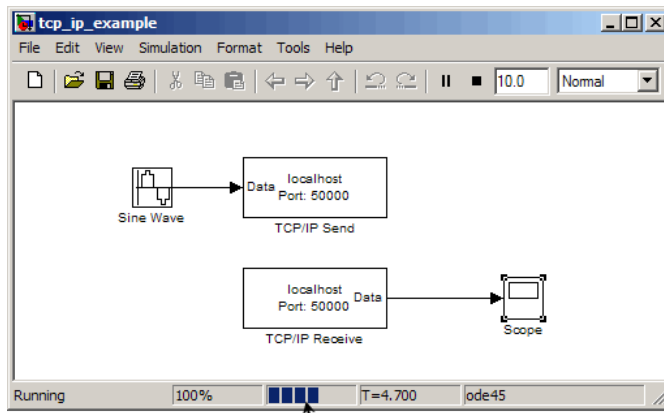 tcp_ip_example
File Edit View Simulation Format Tools Help
10.0 Normal
Data localhost
Port: 50000
Sine Wave
TCP/IP Send
localhost
Port: 50000 Data
Scope
TCP/IP Receive
Running 100% T=4.700 ode45